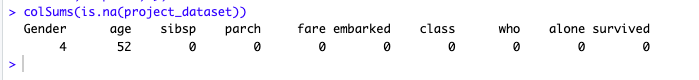 > colSums(is.na(project_dataset))
Gender age sibsp parch fare embarked class who alone survived
4 52 0 0 0 0 0 0 0 0
>